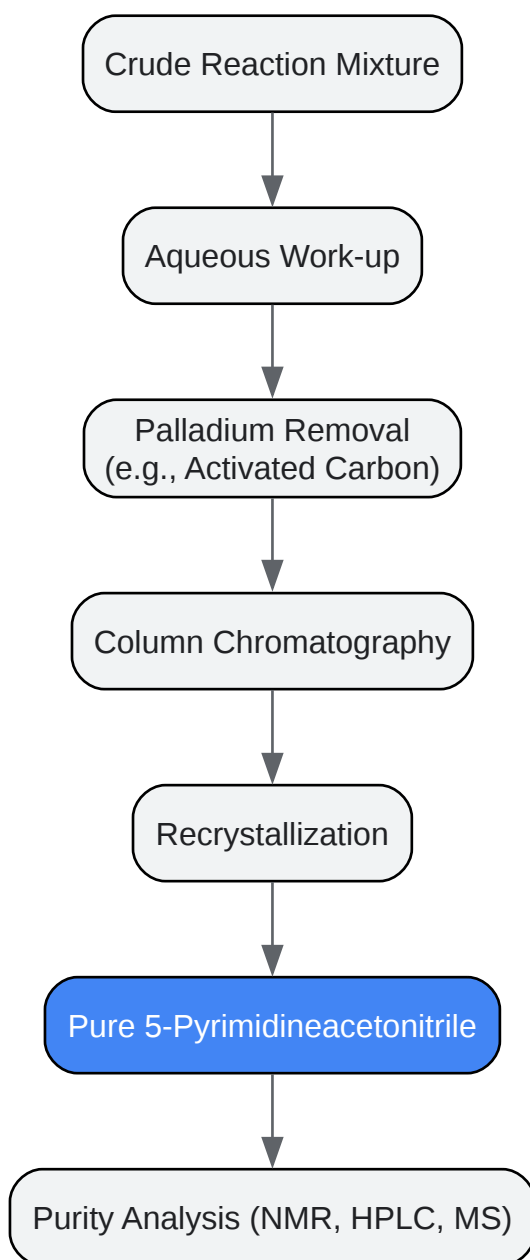 Crude Reaction Mixture
Aqueous Work-up
Palladium Removal
(e.g., Activated Carbon)
Column Chromatography
Recrystallization
Pure 5-Pyrimidineacetonitrile
Purity Analysis (NMR, HPLC, MS)